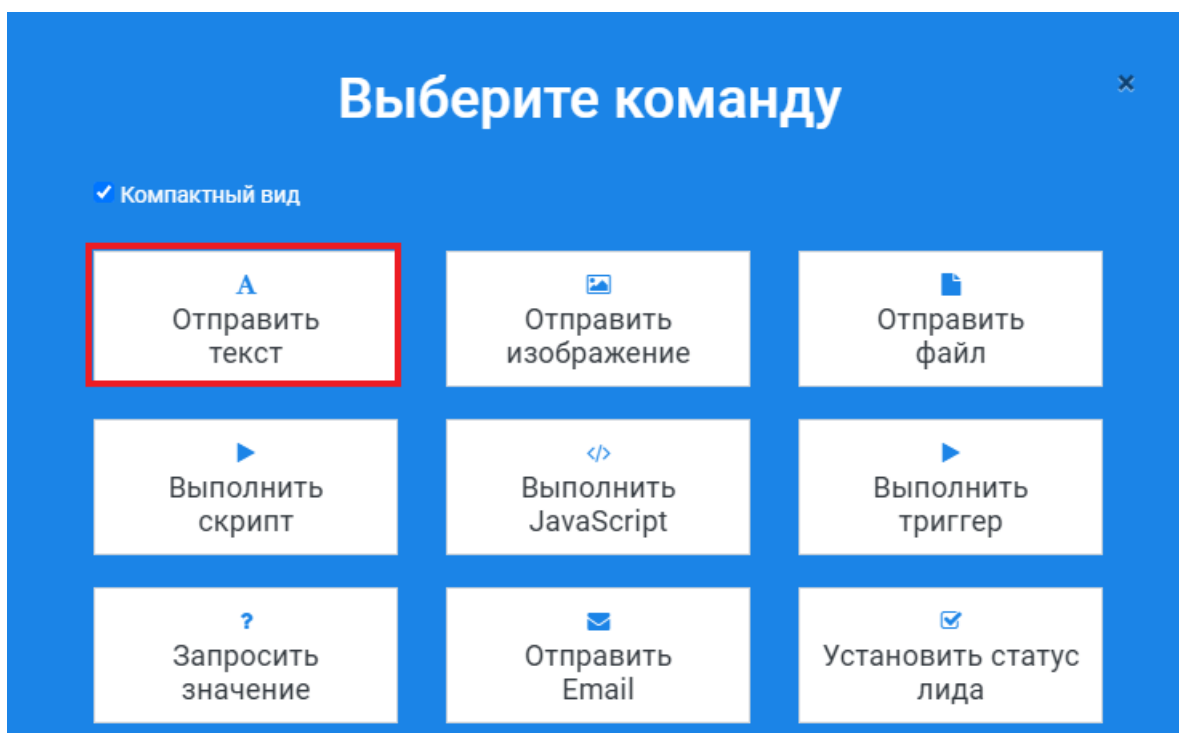 Выберите команду
Компактный вид
Отправить
текст
Отправить
изображение
Отправить
файл
Выполнить
скрипт
Выполнить
JavaScript
Выполнить
триггер
Запросить
значение
Отправить
Email
Установить статус
лида